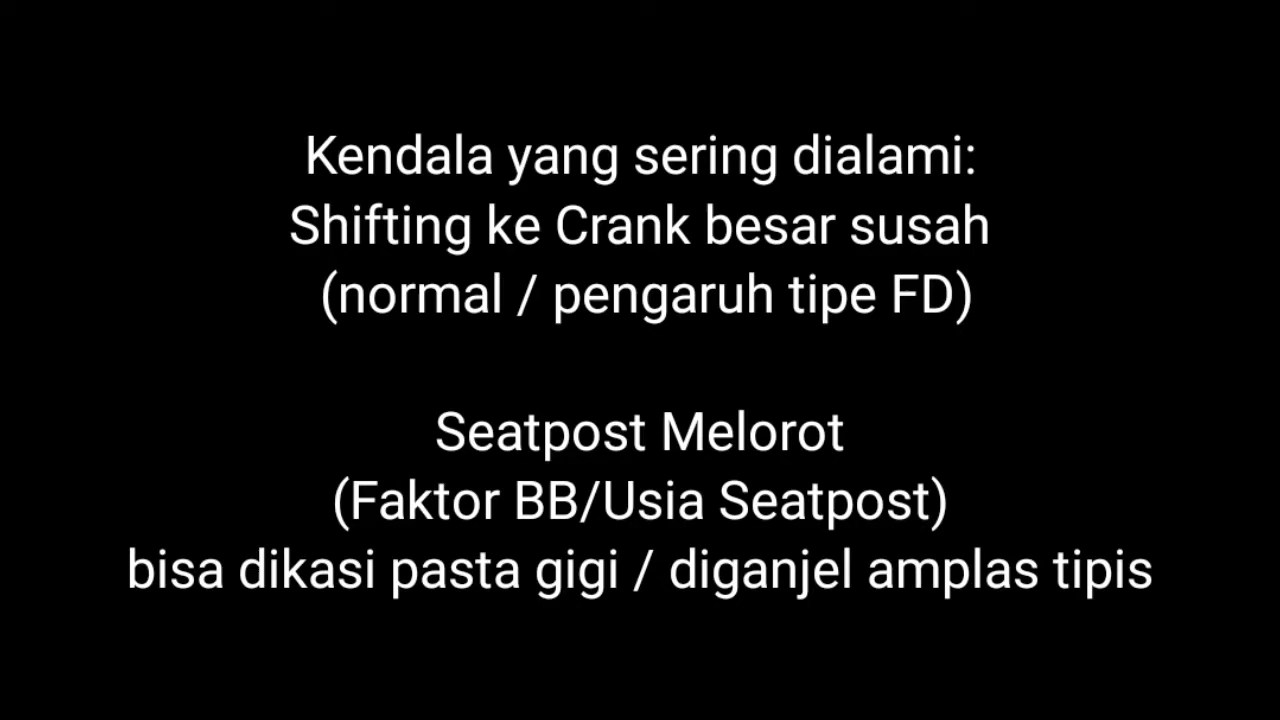 Kendala yang sering dialami:
Shifting ke Crank besar susah
(normal / pengaruh tipe FD)
Seatpost Melorot
(Faktor BB/Usia Seatpost)
bisa dikasi pasta gigi / diganjel amplas tipis